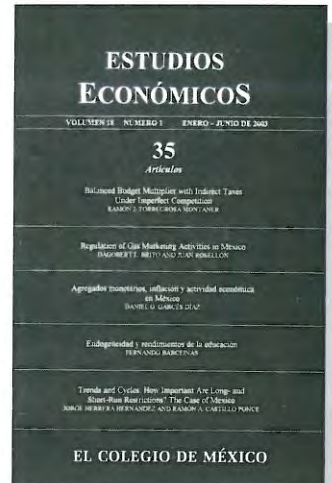 ESTUDIOS
ECONÓMICOS
VOLUMEN 18 NUMERO 1 ENERO - JUNIO DE 2003
35
Artículos
Balanced Budget Multiplier with Indirect Taxes
Under Imperfect Competition
RAMÓN J. TORREGROSA MONTANER
Regulation of Gas Marketing Activities in Mexico
DAGOBERT L. BRITO AND JUAN ROSELLÓN
Agregados monetarios, inflación y actividad económica
en México
DANIEL G. GARCÉS DÍAZ
Endogeneidad y rendimientos de la educación
FERNANDO BARCEINAS
Trends and Cycles: How Important Are Long- and
Short-Run Restrictions? The Case of Mexico
JORGE HERRERA HERNÁNDEZ AND RAMÓN A. CASTILLO PONCE
EL COLEGIO DE MÉXICO